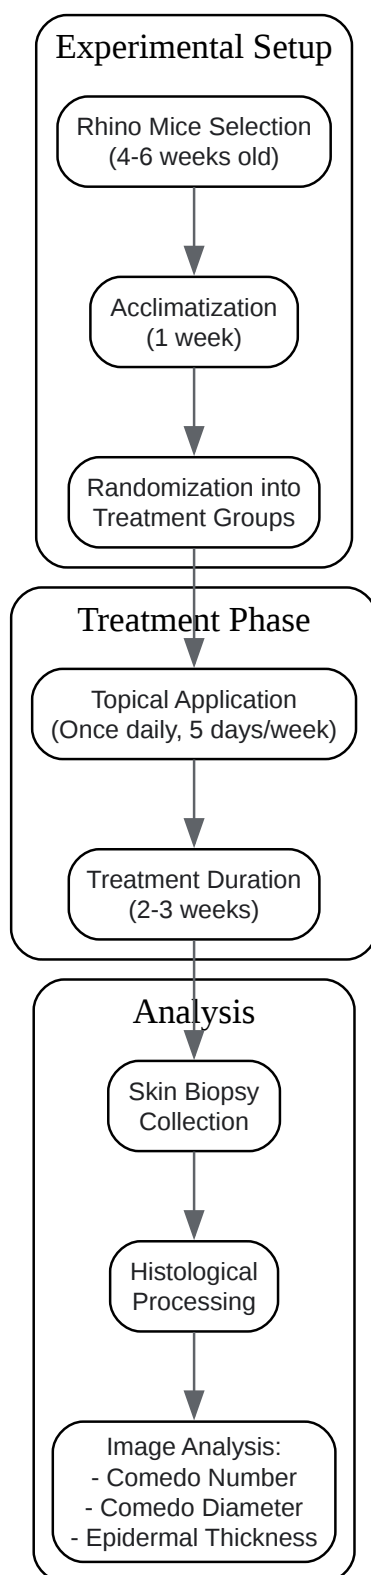 Experimental Setup
Rhino Mice Selection
(4-6 weeks old)
Acclimatization
(1 week)
Randomization into
Treatment Groups
Treatment Phase
Topical Application
(Once daily, 5 days/week)
Treatment Duration
(2-3 weeks)
Analysis
Skin Biopsy
Collection
Histological
Processing
Image Analysis:
- Comedo Number
- Comedo Diameter
- Epidermal Thickness